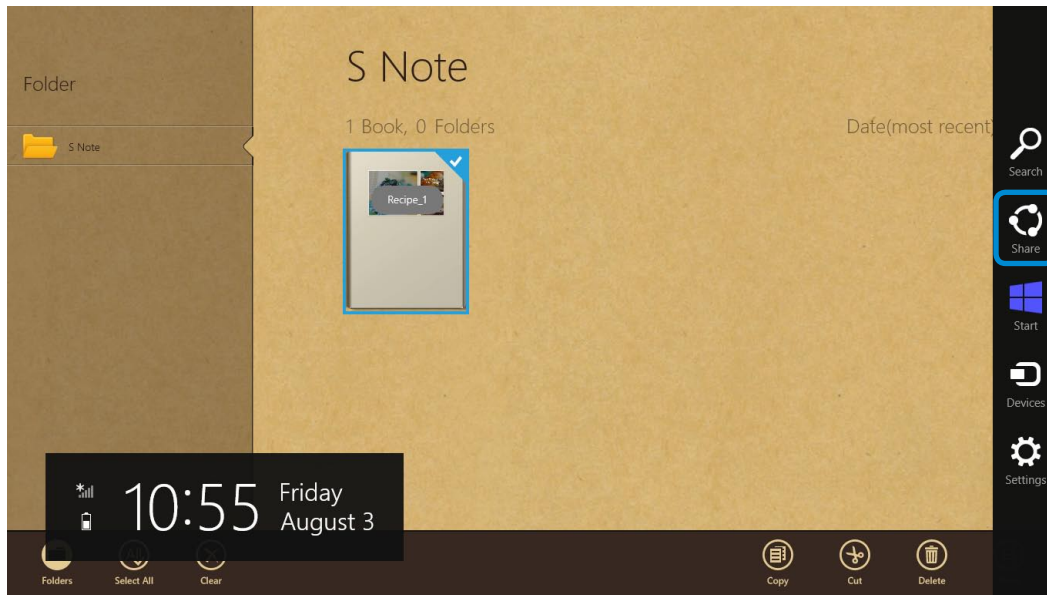 Folder
S Note
S Note
1 Book, 0 Folders
Date(most recent)
Recipe_1
Search
Share
Start
Devices
Settings
10:55
Friday
August 3
Folders
Select All
Clear
Copy
Cut
Delete